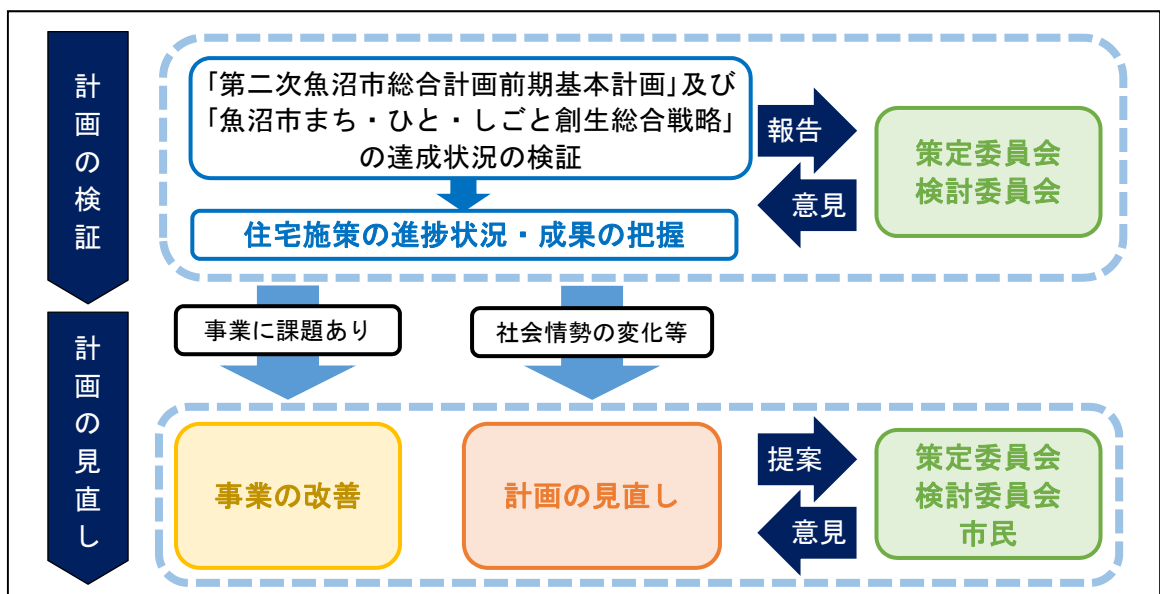 計画の検証
「第二次魚沼市総合計画前期基本計画」及び
「魚沼市まち・ひと・しごと創生総合戦略」
の達成状況の検証
住宅施策の進捗状況・成果の把握
報告
意見
策定委員会
検討委員会
事業に課題あり
社会情勢の変化等
計画の見直し
事業の改善
計画の見直し
提案
意見
策定委員会
検討委員会
市民